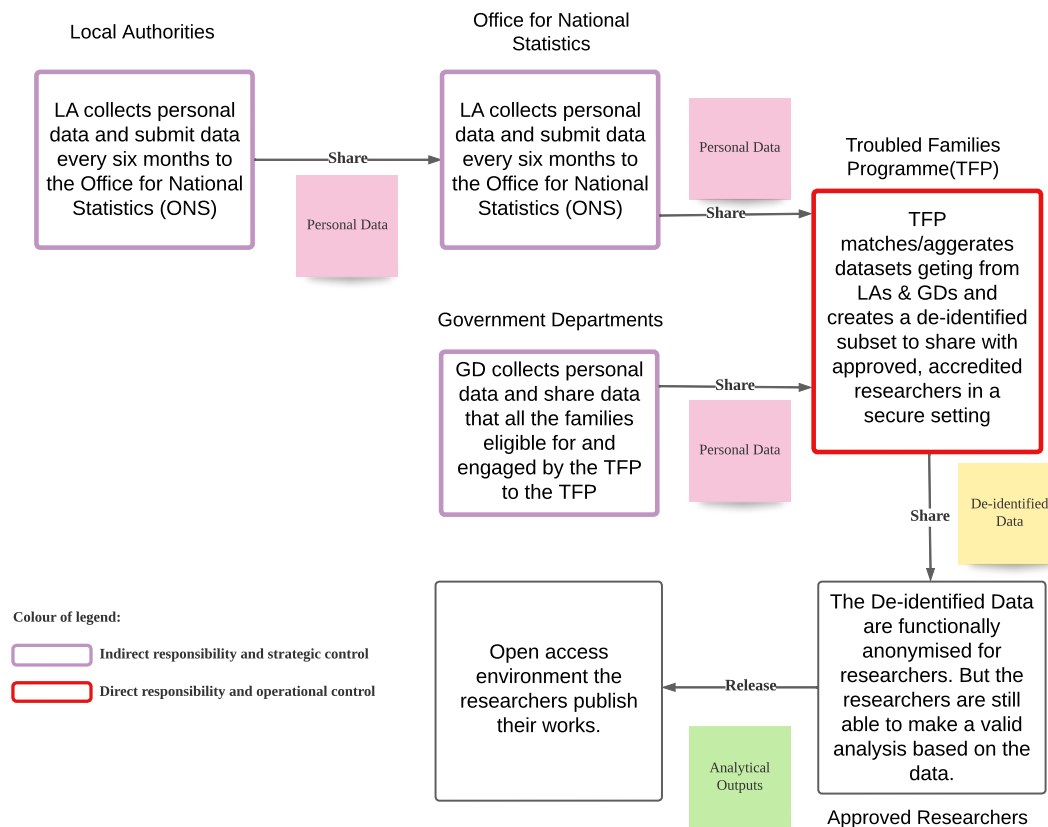 Local Authorities
Office for National
Statistics
LA collects personal
data and submit data
every six months to
the Office for National
Statistics (ONS)
Share
Personal Data
LA collects personal
data and submit data
every six months to
the Office for National
Statistics (ONS)
Personal Data
Share
Troubled Families
Programme(TFP)
TFP
matches/aggerates
datasets geting from
LAs & GDs and
creates a de-identified
subset to share with
approved, accredited
researchers in a
secure setting
Government Departments
GD collects personal
data and share data
that all the families
eligible for and
engaged by the TFP
to the TFP
Share
Personal Data
Share
De-identified
Data
The De-identified Data
are functionally
anonymised for
researchers. But the
researchers are still
able to make a valid
analysis based on the
data.
Approved Researchers
Release
Analytical
Outputs
Open access
environment the
researchers publish
their works.
Colour of legend:
Indirect responsibility and strategic control
Direct responsibility and operational control